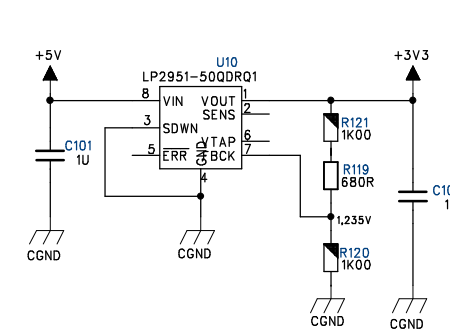 +5V
U10
+3V3
LP2951-50QDRQ1
8
VIN
VOUT
1
SENS
2
3
SDWN
R121
1K00
C101
1U
5
ERR
GND
VTAP
6
FBCK
7
R119
680R
4
1,235V
R120
1K00
CGND
CGND
CGND
CGND